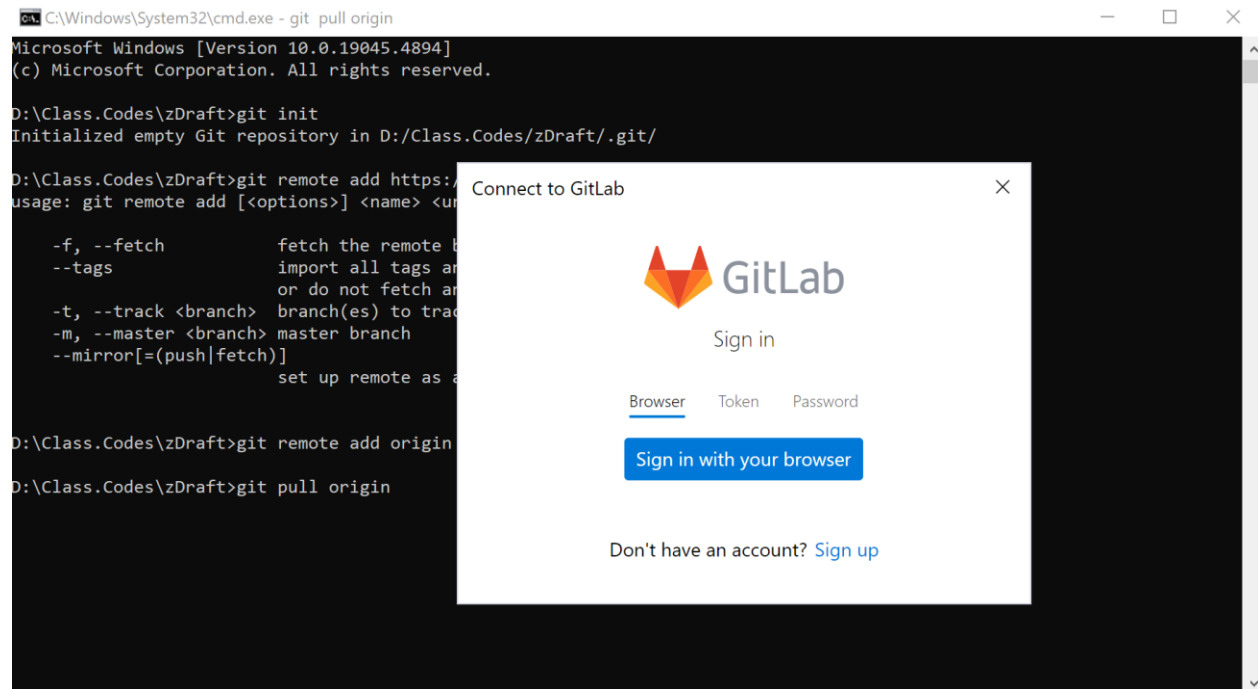 C:\Windows\System32\cmd.exe - git pull origin
Microsoft Windows [Version 10.0.19045.4894]
(c) Microsoft Corporation. All rights reserved.
D:\Class.Codes\zDraft>git init
Initialized empty Git repository in D:/Class.Codes/zDraft/.git/
D:\Class.Codes\zDraft>git remote add https:/
usage: git remote add [<options>] <name>
-f, --fetch fetch the remote
--tags import all tags
or do not fetch
-t, --track <branch> branch(es) to
-m, --master <branch> master branch
--mirror[=(push|fetch)]
set up remote as
D:\Class.Codes\zDraft>git remote add origin
D:\Class.Codes\zDraft>git pull origin
Connect to GitLab
GitLab
Sign in
Browser Token Password
Sign in with your browser
Don't have an account? Sign up